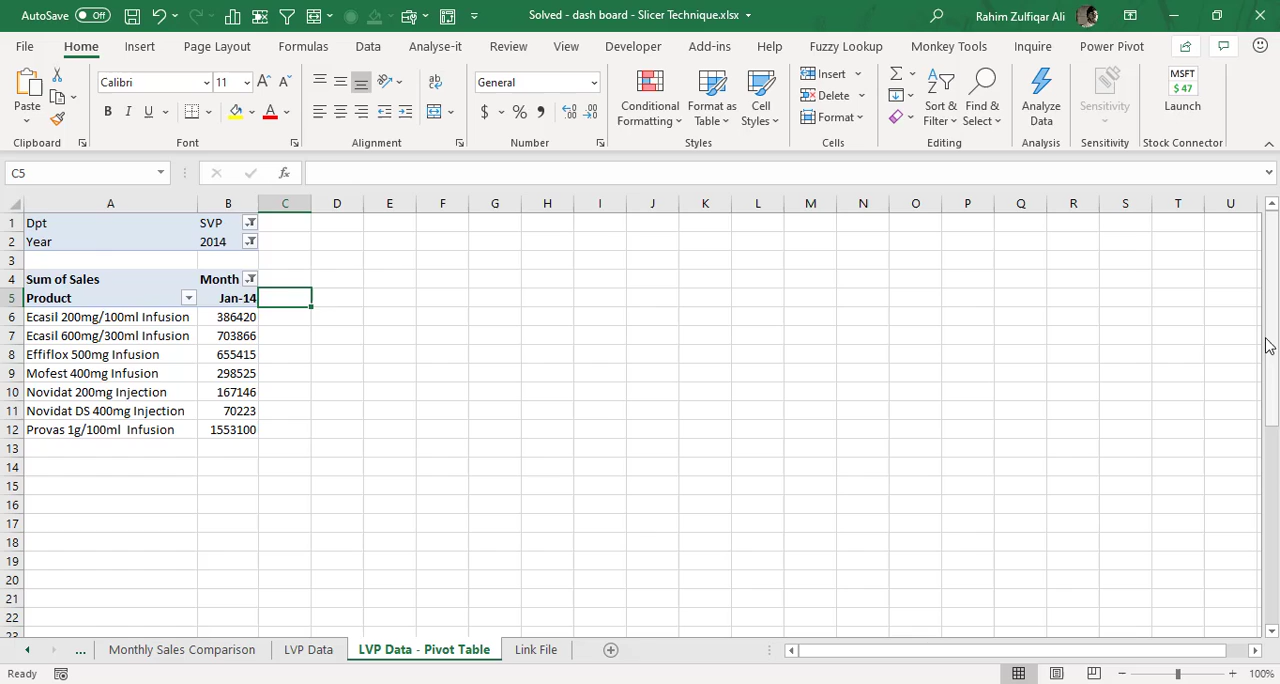 AutoSave Off Solved - dash board - Slicer Technique.xlsx Rahim Zulfiqar Ali
File Home Insert Page Layout Formulas Data Analyse-it Review View Developer Add-ins Help Fuzzy Lookup Monkey Tools Inquire Power Pivot
Paste Calibri 11 General Conditional Formatting Format as Table Cell Styles Insert Delete Format Sort & Filter Find & Select Analyze Data Sensitivity MSFT $ 47 Launch
Clipboard Font Alignment Number Styles Cells Editing Analysis Sensitivity Stock Connector
C5 fx
A B C D E F G H I J K L M N O P Q R S T U
1 Dpt SVP
2 Year 2014
3
4 Sum of Sales Month
5 Product Jan-14
6 Ecasil 200mg/100ml Infusion 386420
7 Ecasil 600mg/300ml Infusion 703866
8 Effiflox 500mg Infusion 655415
9 Mofest 400mg Infusion 298525
10 Novidat 200mg Injection 167146
11 Novidat DS 400mg Injection 70223
12 Provas 1g/100ml Infusion 1553100
13
14
15
16
17
18
19
20
21
22
23
... Monthly Sales Comparison LVP Data LVP Data - Pivot Table Link File
Ready 100%